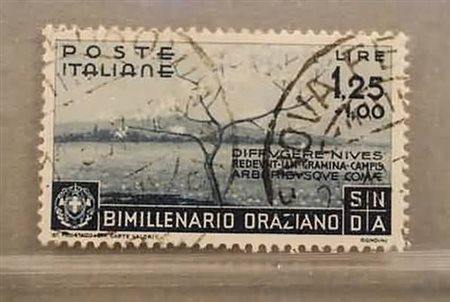 POSTE
ITALIANE
LIRE
1,25
1,00
DIFFVGERE NIVES
REDEVNT IAM GRAMINA CAMPIS
ARBORIBVSQVE COMAE
BIMILLENARIO ORAZIANO
S N
D A